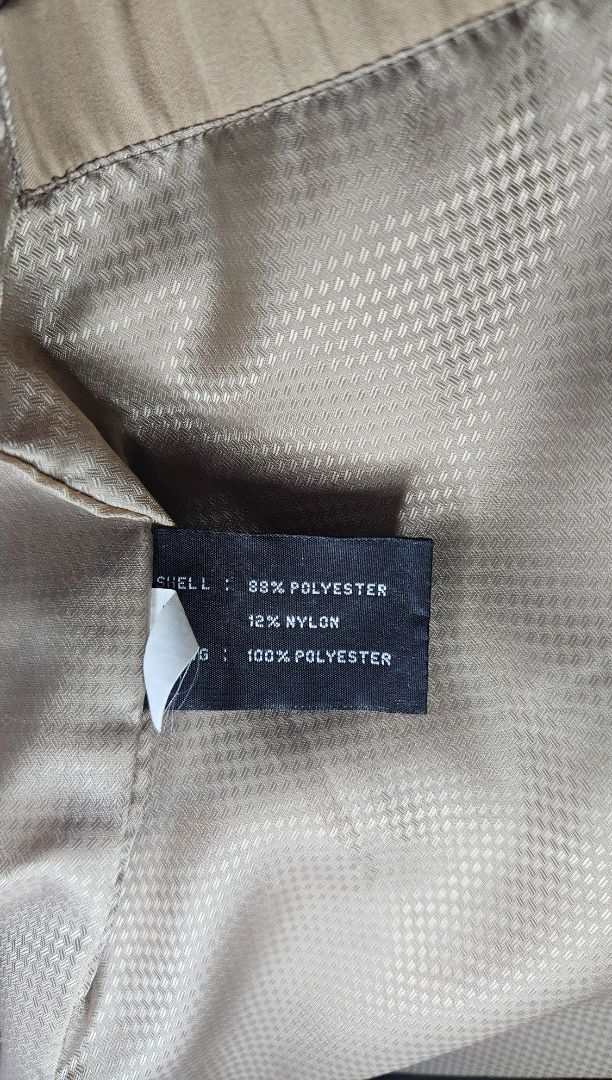 SHELL : 88% POLYESTER
12% NYLON
G : 100% POLYESTER